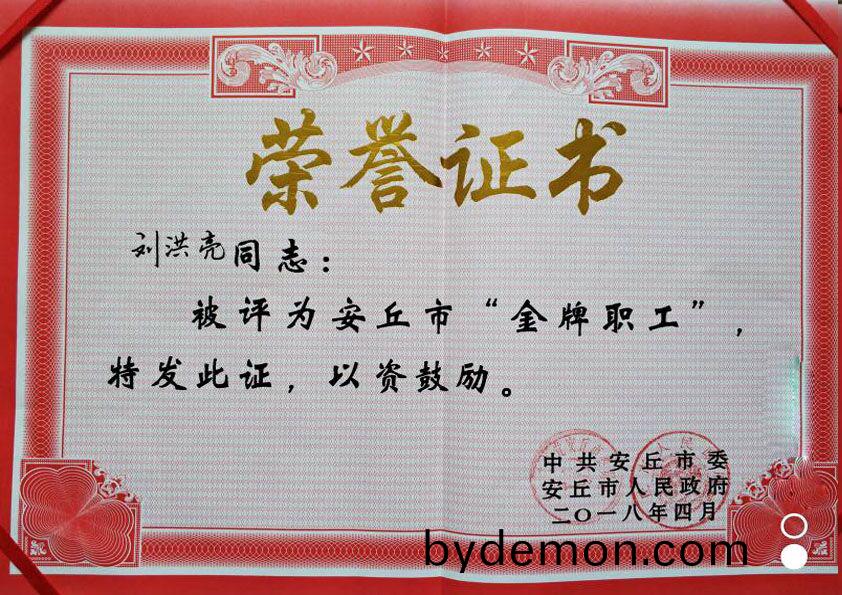 荣誉证书
刘洪亮同志：
被评为安丘市“金牌职工”，
特发此证，以资鼓励。
中共安丘市委
安丘市人民政府
二〇一八年四月
bydemon.com